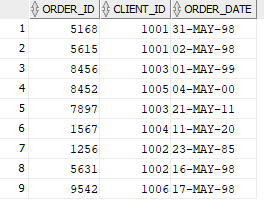 ORDER_ID CLIENT_ID ORDER_DATE
1 5168 1001 31-MAY-98
2 5615 1001 02-MAY-98
3 8456 1003 01-MAY-99
4 8452 1005 04-MAY-00
5 7897 1003 21-MAY-11
6 1567 1004 11-MAY-20
7 1256 1002 23-MAY-85
8 5631 1002 16-MAY-98
9 9542 1006 17-MAY-98